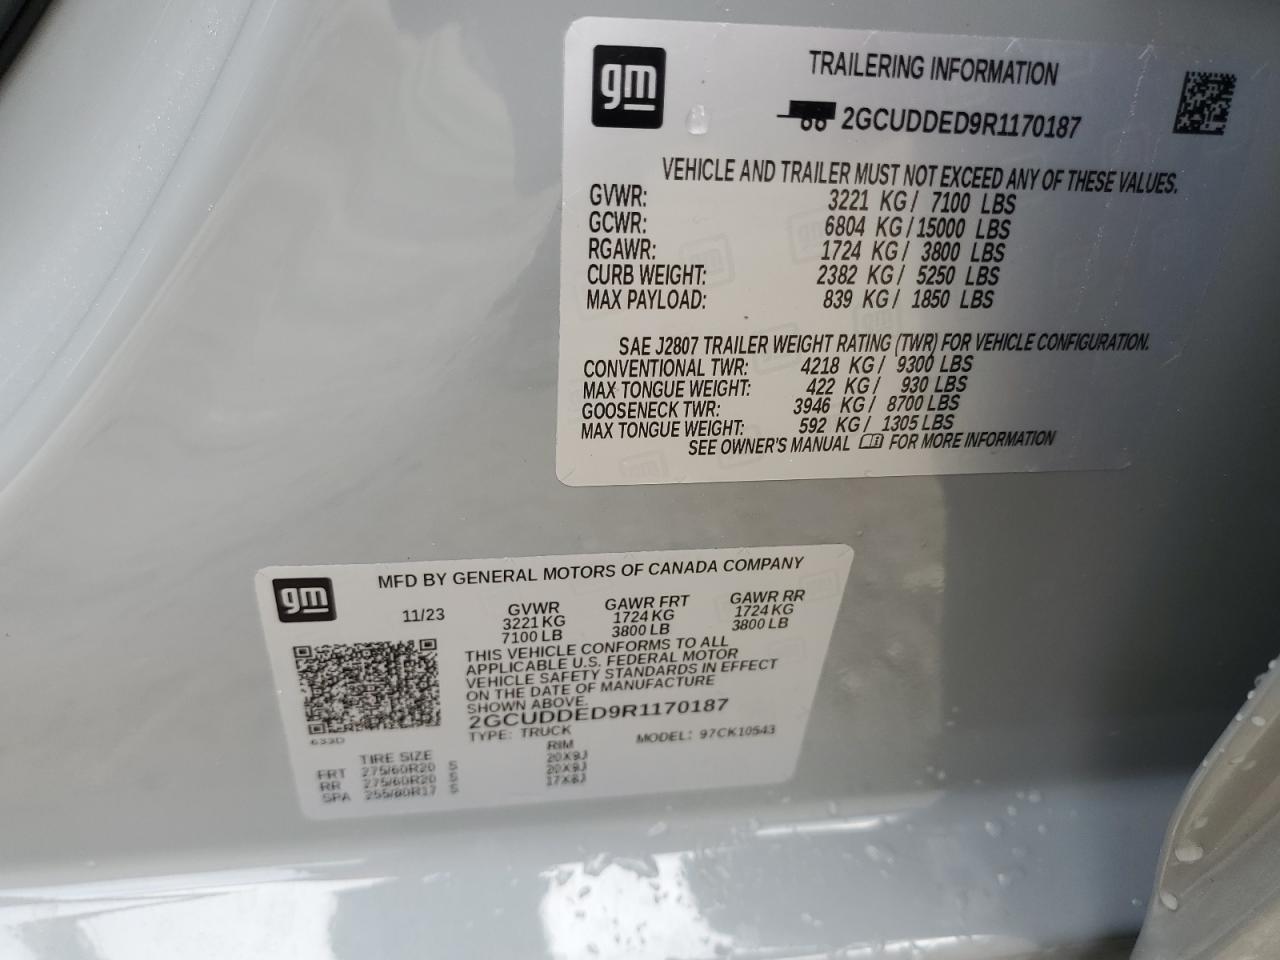 gm
TRAILERING INFORMATION
2GCUDDED9R1170187
VEHICLE AND TRAILER MUST NOT EXCEED ANY OF THESE VALUES.
GVWR: 3221 KG/ 7100 LBS
GCWR: 6804 KG/15000 LBS
RGAWR: 1724 KG/ 3800 LBS
CURB WEIGHT: 2382 KG/ 5250 LBS
MAX PAYLOAD: 839 KG/ 1850 LBS
SAE J2807 TRAILER WEIGHT RATING (TWR) FOR VEHICLE CONFIGURATION.
CONVENTIONAL TWR: 4218 KG/ 9300 LBS
MAX TONGUE WEIGHT: 422 KG/ 930 LBS
GOOSENECK TWR: 3946 KG/ 8700 LBS
MAX TONGUE WEIGHT: 592 KG/ 1305 LBS
SEE OWNER'S MANUAL FOR MORE INFORMATION
gm
MFD BY GENERAL MOTORS OF CANADA COMPANY
11/23 GVWR GAWR FRT GAWR RR
3221 KG 1724 KG 1724 KG
7100 LB 3800 LB 3800 LB
THIS VEHICLE CONFORMS TO ALL
APPLICABLE U.S. FEDERAL MOTOR
VEHICLE SAFETY STANDARDS IN EFFECT
ON THE DATE OF MANUFACTURE
SHOWN ABOVE.
2GCUDDED9R1170187
TYPE: TRUCK MODEL: 97CK10543
633D
TIRE SIZE RIM
FRT 275/60R20 S 20X9J
RR 275/60R20 S 20X9J
SPA 255/80R17 S 17X8J